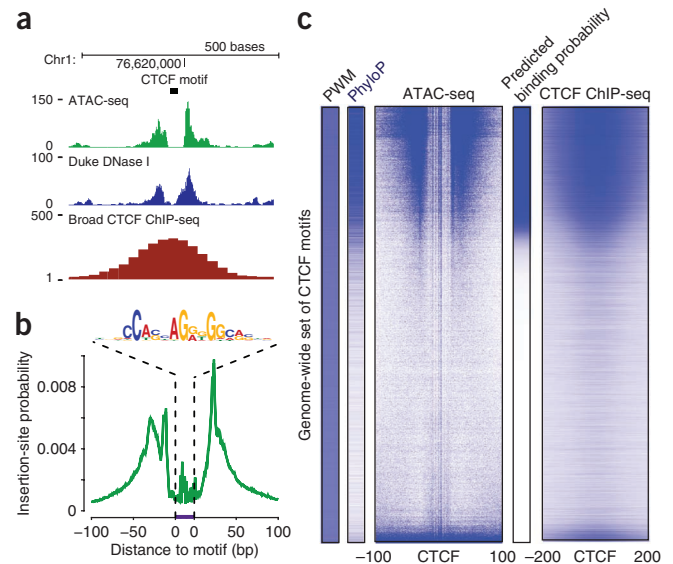 a
500 bases
Chr1:
76,620,000
CTCF motif
150
ATAC-seq
0
100
Duke DNase I
0
500
Broad CTCF ChIP-seq
1
b
CCACCAGGGGGCAC
Insertion-site probability
0.008
0.004
0
−100 −50 0 0 50 100
Distance to motif (bp)
c
PWM
PhyloP
ATAC-seq
Predicted
binding probability
CTCF ChIP-seq
Genome-wide set of CTCF motifs
−100 CTCF 100
−200 CTCF 200